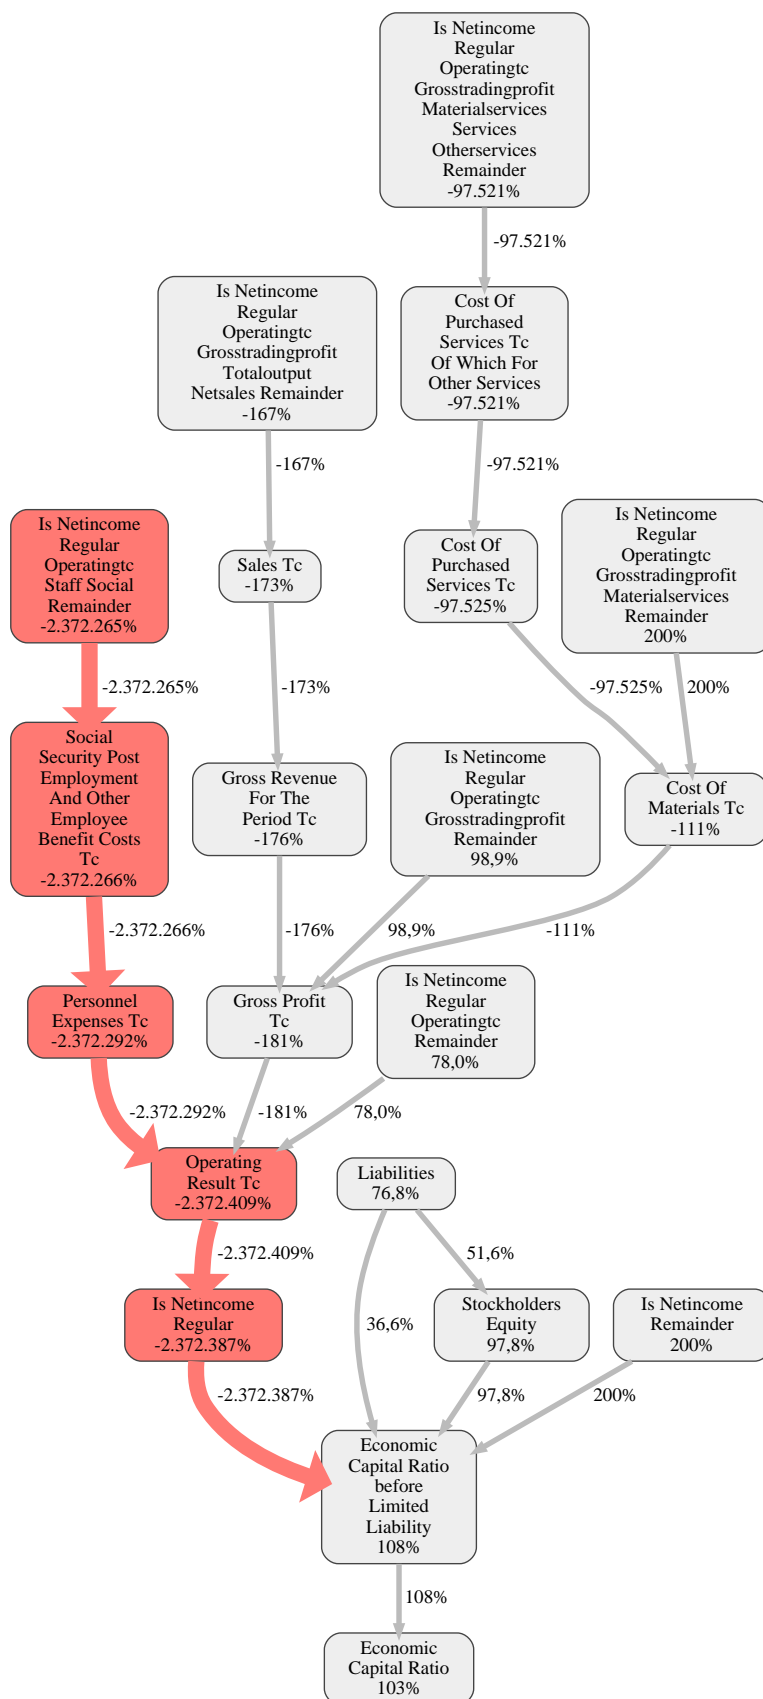 Is Netincome
Regular
Operatingtc
Grosstradingprofit
Materialservices
Services
Otherservices
Remainder
-97.521%
-97.521%
Is Netincome
Regular
Operatingtc
Grosstradingprofit
Totaloutput
Netsales Remainder
-167%
Cost Of
Purchased
Services Tc
Of Which For
Other Services
-97.521%
-167%
-97.521%
Is Netincome
Regular
Operatingtc
Staff Social
Remainder
-2.372.265%
Sales Tc
-173%
Cost Of
Purchased
Services Tc
-97.525%
Is Netincome
Regular
Operatingtc
Grosstradingprofit
Materialservices
Remainder
200%
-2.372.265%
-173%
-97.525%
200%
Social
Security Post
Employment
And Other
Employee
Benefit Costs
Tc
-2.372.266%
Gross Revenue
For The
Period Tc
-176%
Is Netincome
Regular
Operatingtc
Grosstradingprofit
Remainder
98,9%
Cost Of
Materials Tc
-111%
-2.372.266%
-176%
98,9%
-111%
Personnel
Expenses Tc
-2.372.292%
Gross Profit
Tc
-181%
Is Netincome
Regular
Operatingtc
Remainder
78,0%
-2.372.292%
-181%
78,0%
Operating
Result Tc
-2.372.409%
Liabilities
76,8%
-2.372.409%
51,6%
Is Netincome
Regular
-2.372.387%
36,6%
Stockholders
Equity
97,8%
Is Netincome
Remainder
200%
-2.372.387%
97,8%
200%
Economic
Capital Ratio
before
Limited
Liability
108%
108%
Economic
Capital Ratio
103%